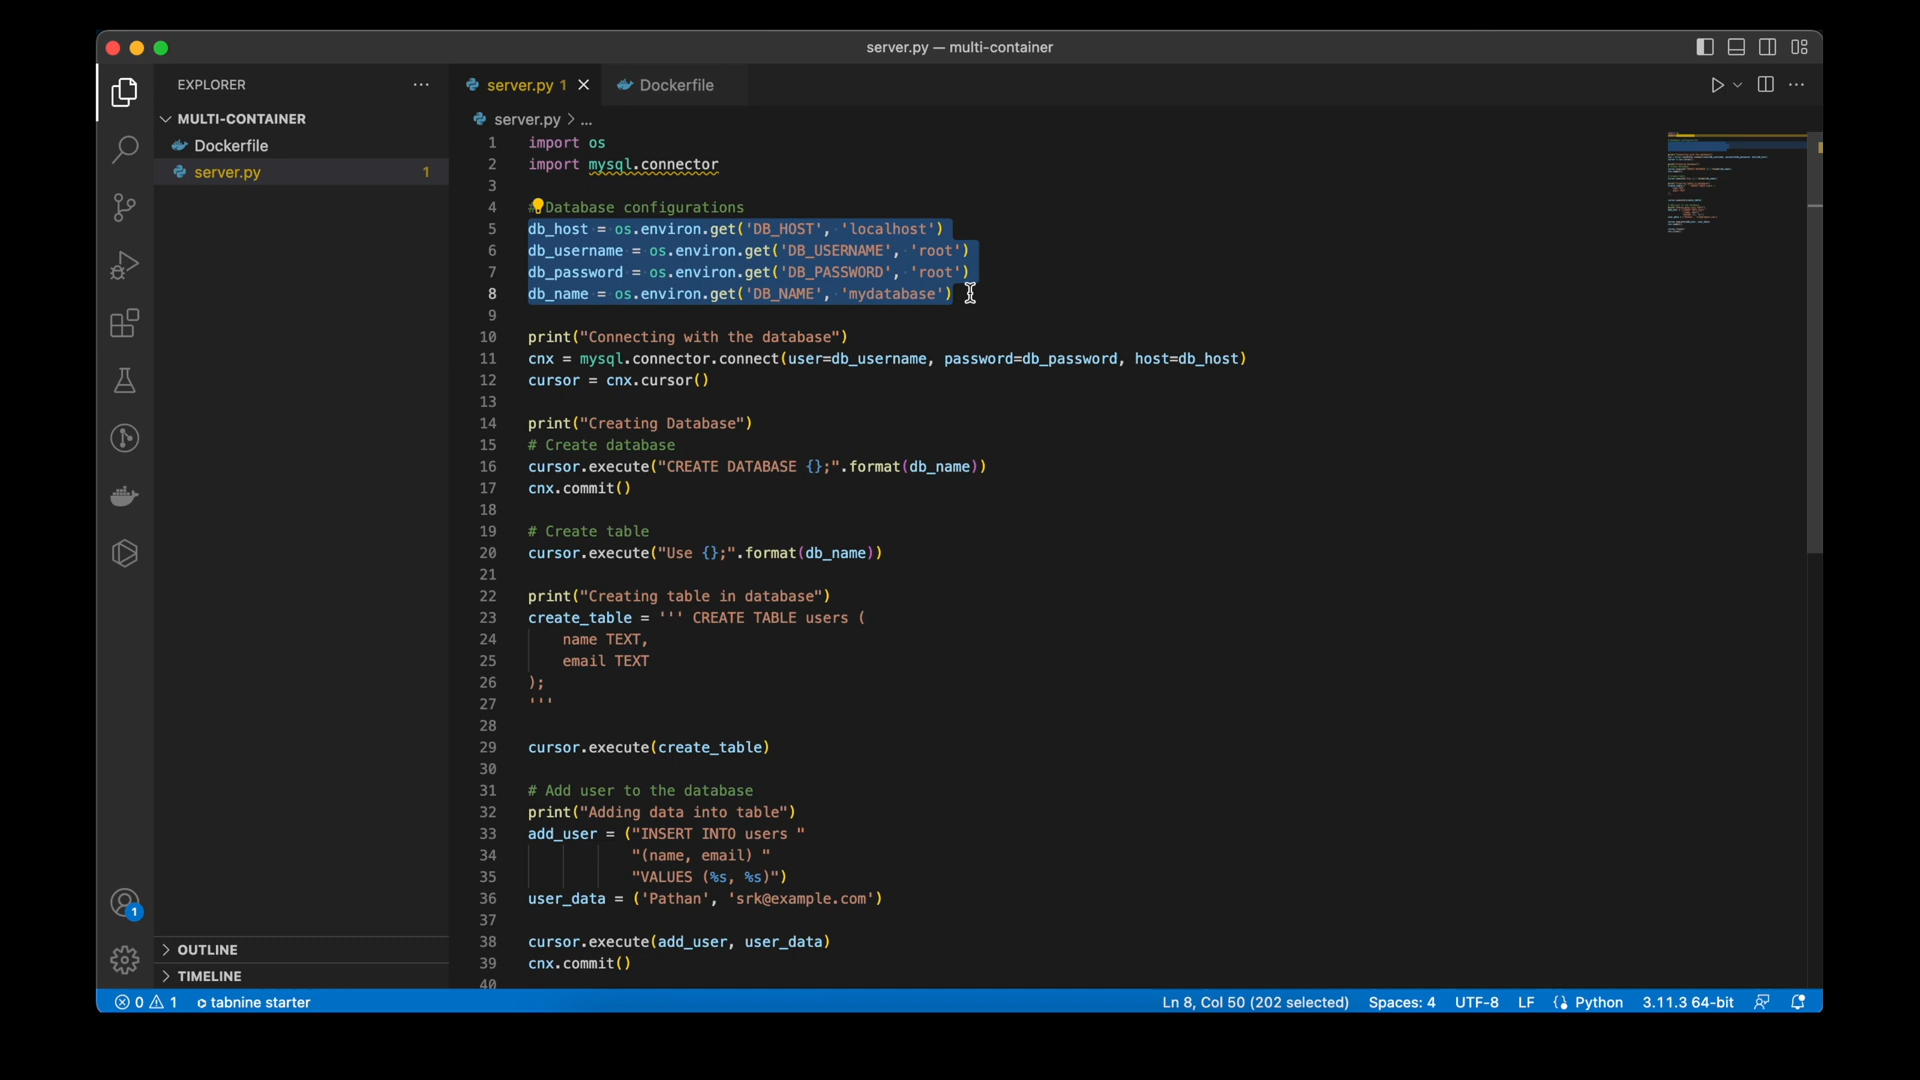 server.py — multi-container
EXPLORER
MULTI-CONTAINER
Dockerfile
server.py 1
OUTLINE
TIMELINE
1
server.py 1
Dockerfile
server.py > ...
1 import os
2 import mysql.connector
3
4 # Database configurations
5 db_host = os.environ.get('DB_HOST', 'localhost')
6 db_username = os.environ.get('DB_USERNAME', 'root')
7 db_password = os.environ.get('DB_PASSWORD', 'root')
8 db_name = os.environ.get('DB_NAME', 'mydatabase')
9
10 print("Connecting with the database")
11 cnx = mysql.connector.connect(user=db_username, password=db_password, host=db_host)
12 cursor = cnx.cursor()
13
14 print("Creating Database")
15 # Create database
16 cursor.execute("CREATE DATABASE {};".format(db_name))
17 cnx.commit()
18
19 # Create table
20 cursor.execute("Use {};".format(db_name))
21
22 print("Creating table in database")
23 create_table = ''' CREATE TABLE users (
24 name TEXT,
25 email TEXT
26 );
27 '''
28
29 cursor.execute(create_table)
30
31 # Add user to the database
32 print("Adding data into table")
33 add_user = ("INSERT INTO users "
34 "(name, email) "
35 "VALUES (%s, %s)")
36 user_data = ('Pathan', 'srk@example.com')
37
38 cursor.execute(add_user, user_data)
39 cnx.commit()
40
0 1 tabnine starter
Ln 8, Col 50 (202 selected) Spaces: 4 UTF-8 LF Python 3.11.3 64-bit